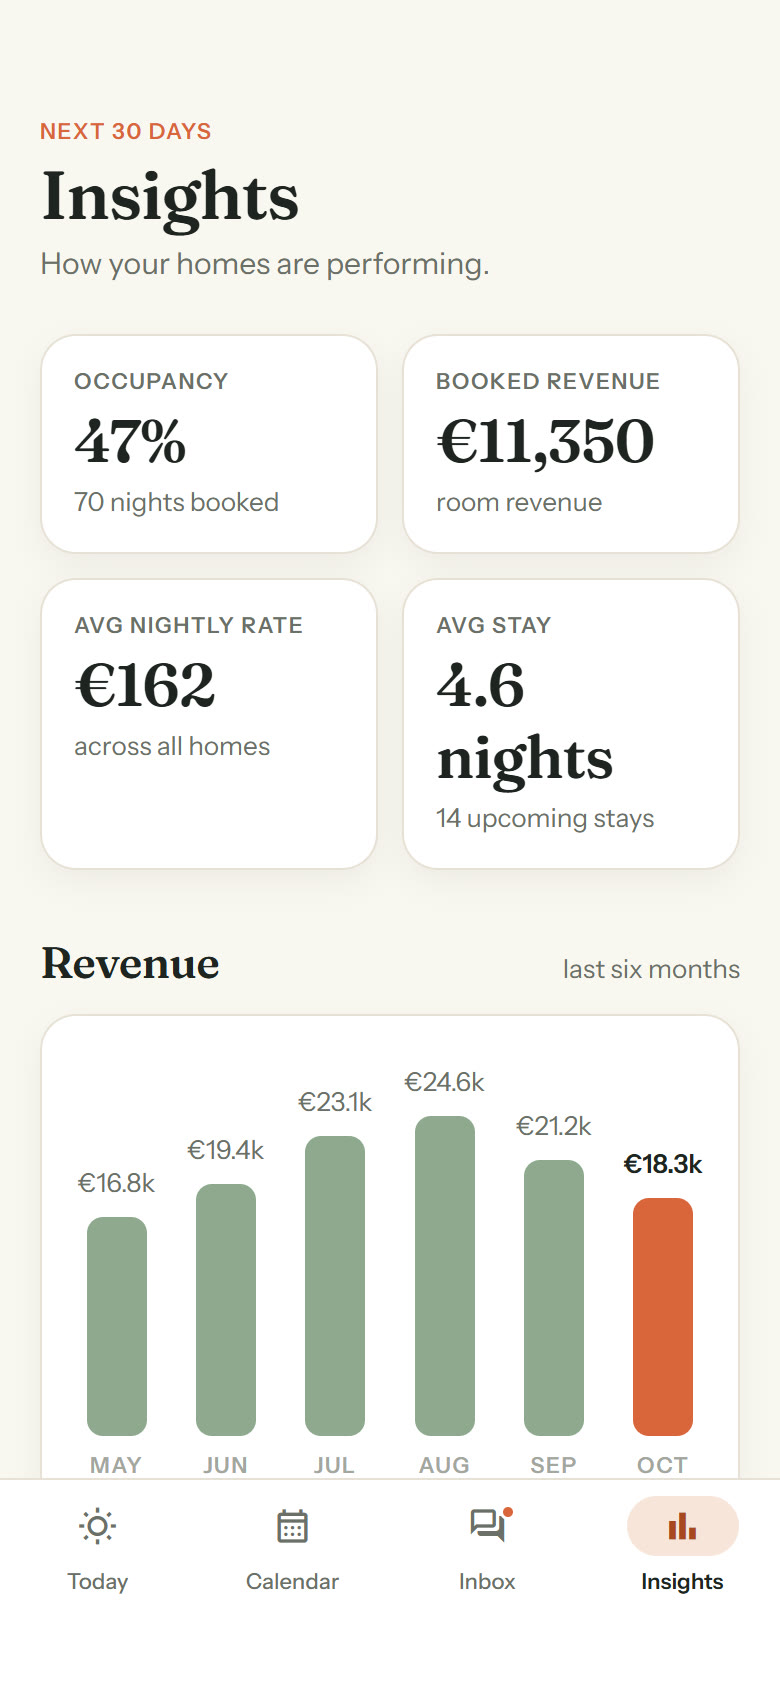 NEXT 30 DAYS
Insights
How your homes are performing.
OCCUPANCY
47%
70 nights booked
BOOKED REVENUE
€11,350
room revenue
AVG NIGHTLY RATE
€162
across all homes
AVG STAY
4.6
nights
14 upcoming stays
Revenue
last six months
€16.8k
€19.4k
€23.1k
€24.6k
€21.2k
€18.3k
MAY
JUN
JUL
AUG
SEP
OCT
Today
Calendar
Inbox
Insights